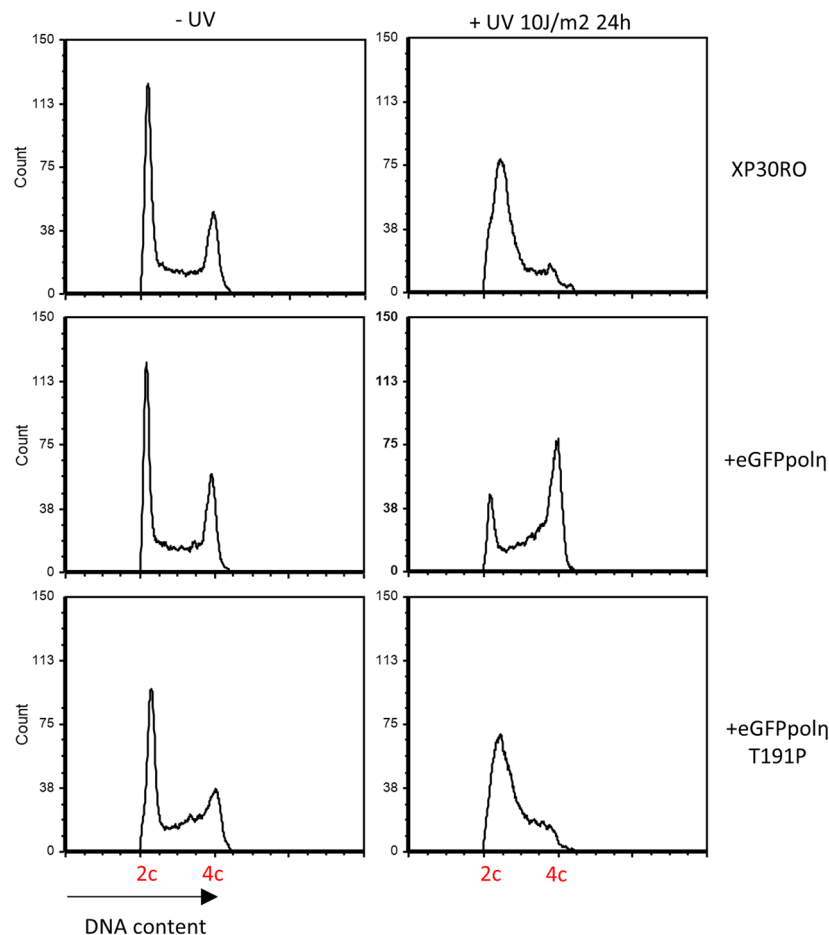 - UV
+ UV 10J/m2 24h
150
113
75
38
0
Count
150
113
75
38
0
XP30RO
150
113
75
38
0
Count
150
113
75
38
0
+eGFPpolη
150
113
75
38
0
Count
150
113
75
38
0
+eGFPpolη
T191P
2c 4c
2c 4c
DNA content